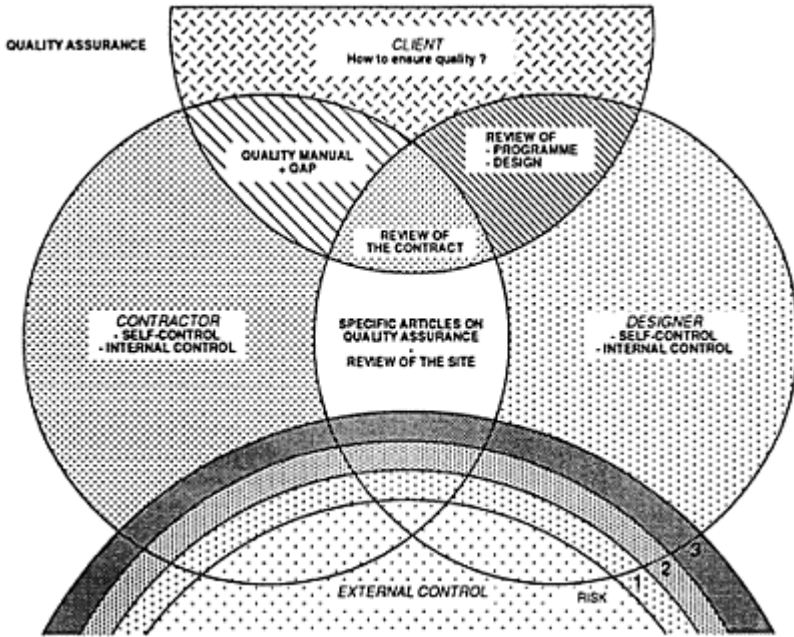 QUALITY ASSURANCE
CLIENT
How to ensure quality ?
QUALITY MANUAL
+ QAP
REVIEW OF
- PROGRAMME
- DESIGN
REVIEW OF
THE CONTRACT
CONTRACTOR
- SELF-CONTROL
- INTERNAL CONTROL
SPECIFIC ARTICLES ON
QUALITY ASSURANCE
-
REVIEW OF THE SITE
DESIGNER
- SELF-CONTROL
- INTERNAL CONTROL
EXTERNAL CONTROL
RISK 1 2 3